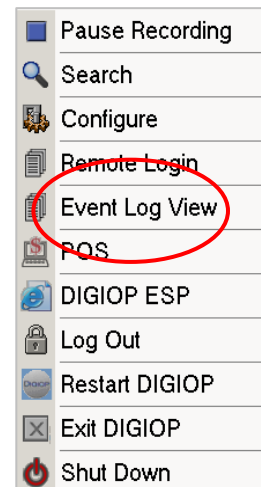 Pause Recording
Search
Configure
Remote Login
Event Log View
POS
DIGIOP ESP
Log Out
Restart DIGIOP
Exit DIGIOP
Shut Down